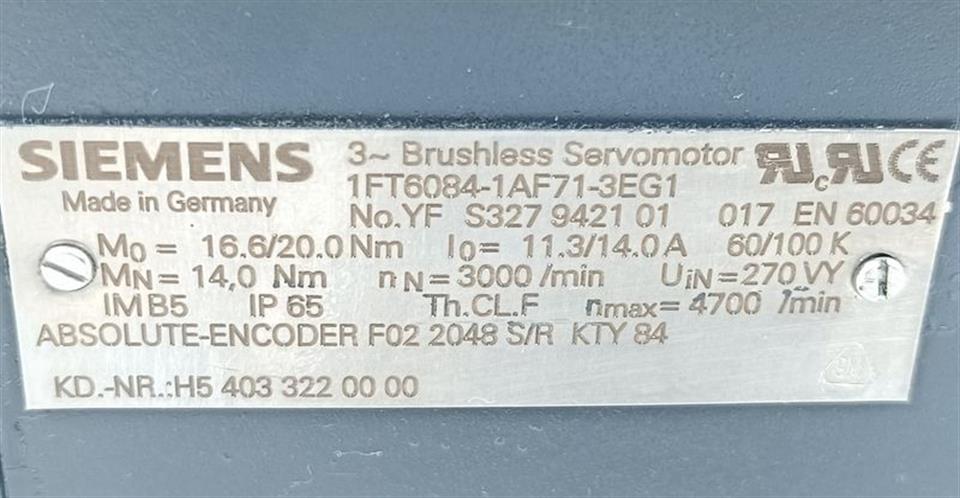 SIEMENS 3~ Brushless Servomotor
Made in Germany 1FT6084-1AF71-3EG1
No.YF S327 9421 01 017 EN 60034
M0 = 16.6/20.0 Nm I0= 11.3/14.0 A 60/100 K
MN= 14,0 Nm nN= 3000 /min UiN=270 VY
IM B5 IP 65 Th.CL.F nmax= 4700 /min
ABSOLUTE-ENCODER F02 2048 S/R KTY 84
KD.-NR.:H5 403 322 00 00